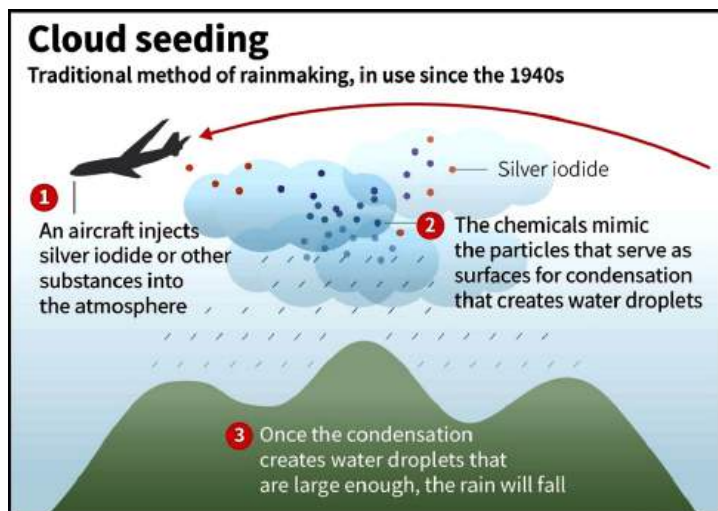 Cloud seeding
Traditional method of rainmaking, in use since the 1940s
Silver iodide
1
An aircraft injects
silver iodide or other
substances into
the atmosphere
2 The chemicals mimic
the particles that serve as
surfaces for condensation
that creates water droplets
3 Once the condensation
creates water droplets that
are large enough, the rain will fall